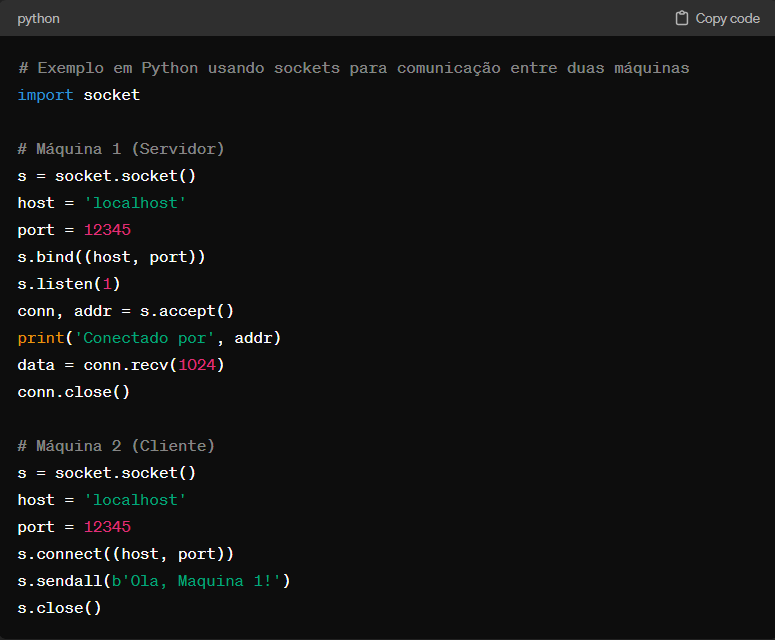 python
Copy code
# Exemplo em Python usando sockets para comunicação entre duas máquinas
import socket
# Máquina 1 (Servidor)
s = socket.socket()
host = 'localhost'
port = 12345
s.bind((host, port))
s.listen(1)
conn, addr = s.accept()
print('Conectado por', addr)
data = conn.recv(1024)
conn.close()
# Máquina 2 (Cliente)
s = socket.socket()
host = 'localhost'
port = 12345
s.connect((host, port))
s.sendall(b'Ola, Maquina 1!')
s.close()